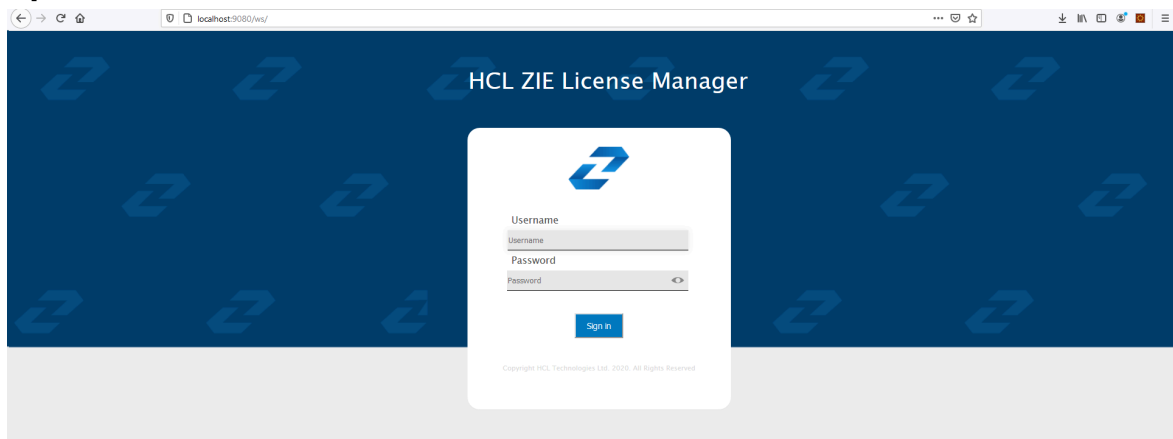 localhost:9080/ws/
HCL ZIE License Manager
Username
Username
Password
Password
Sign in
Copyright HCL Technologies Ltd. 2020. All Rights Reserved